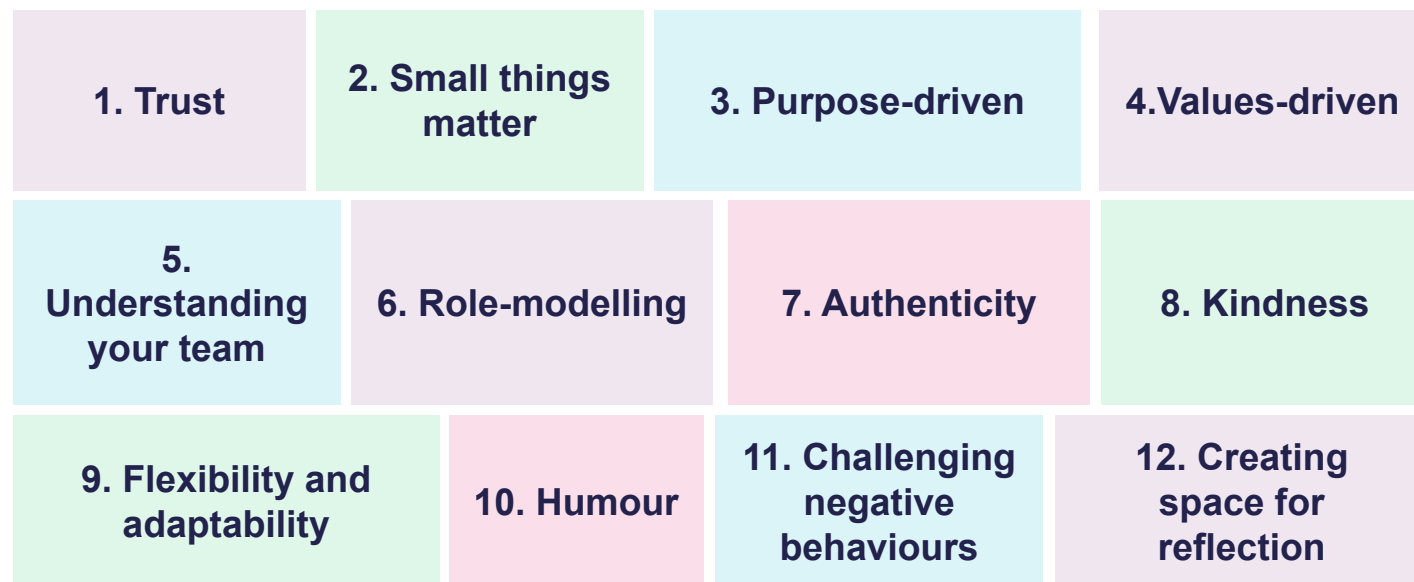 1. Trust
2. Small things
matter
3. Purpose-driven
4.Values-driven
5.
Understanding
your team
6. Role-modelling
7. Authenticity
8. Kindness
9. Flexibility and
adaptability
10. Humour
11. Challenging
negative
behaviours
12. Creating
space for
reflection